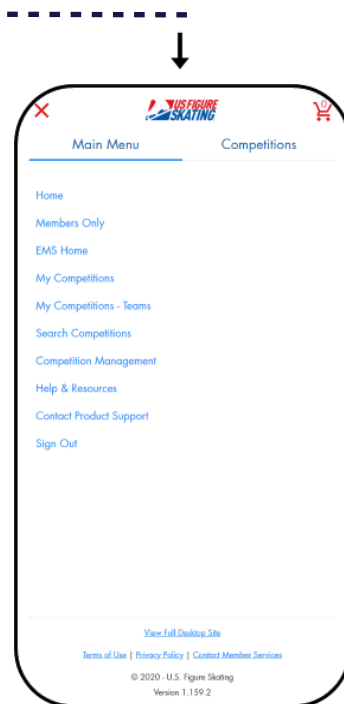 US FIGURE
SKATING
0
Main Menu
Competitions
Home
Members Only
EMS Home
My Competitions
My Competitions - Teams
Search Competitions
Competition Management
Help & Resources
Contact Product Support
Sign Out
View Full Desktop Site
Terms of Use | Privacy Policy | Contact Member Services
© 2020 - U.S. Figure Skating
Version 1.159.2